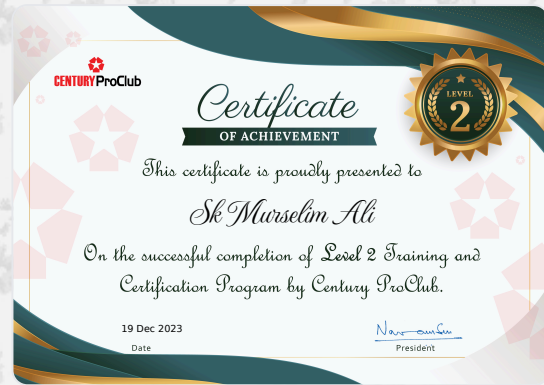 CENTURY ProClub
LEVEL
2
Certificate
OF ACHIEVEMENT
This certificate is proudly presented to
Sk Murselim Ali
On the successful completion of Level 2 Training and
Certification Program by Century ProClub.
19 Dec 2023
Date
President